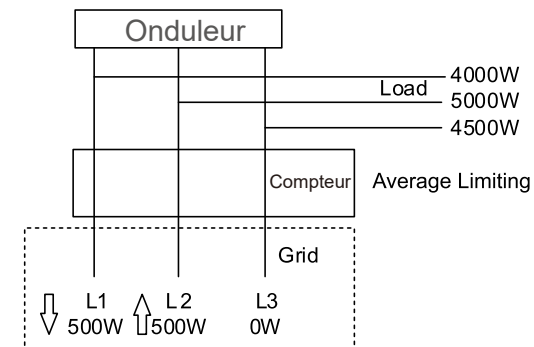 Onduleur
4000W
Load
5000W
4500W
Compteur
Average Limiting
Grid
L1 L2 L3
500W 500W 0W